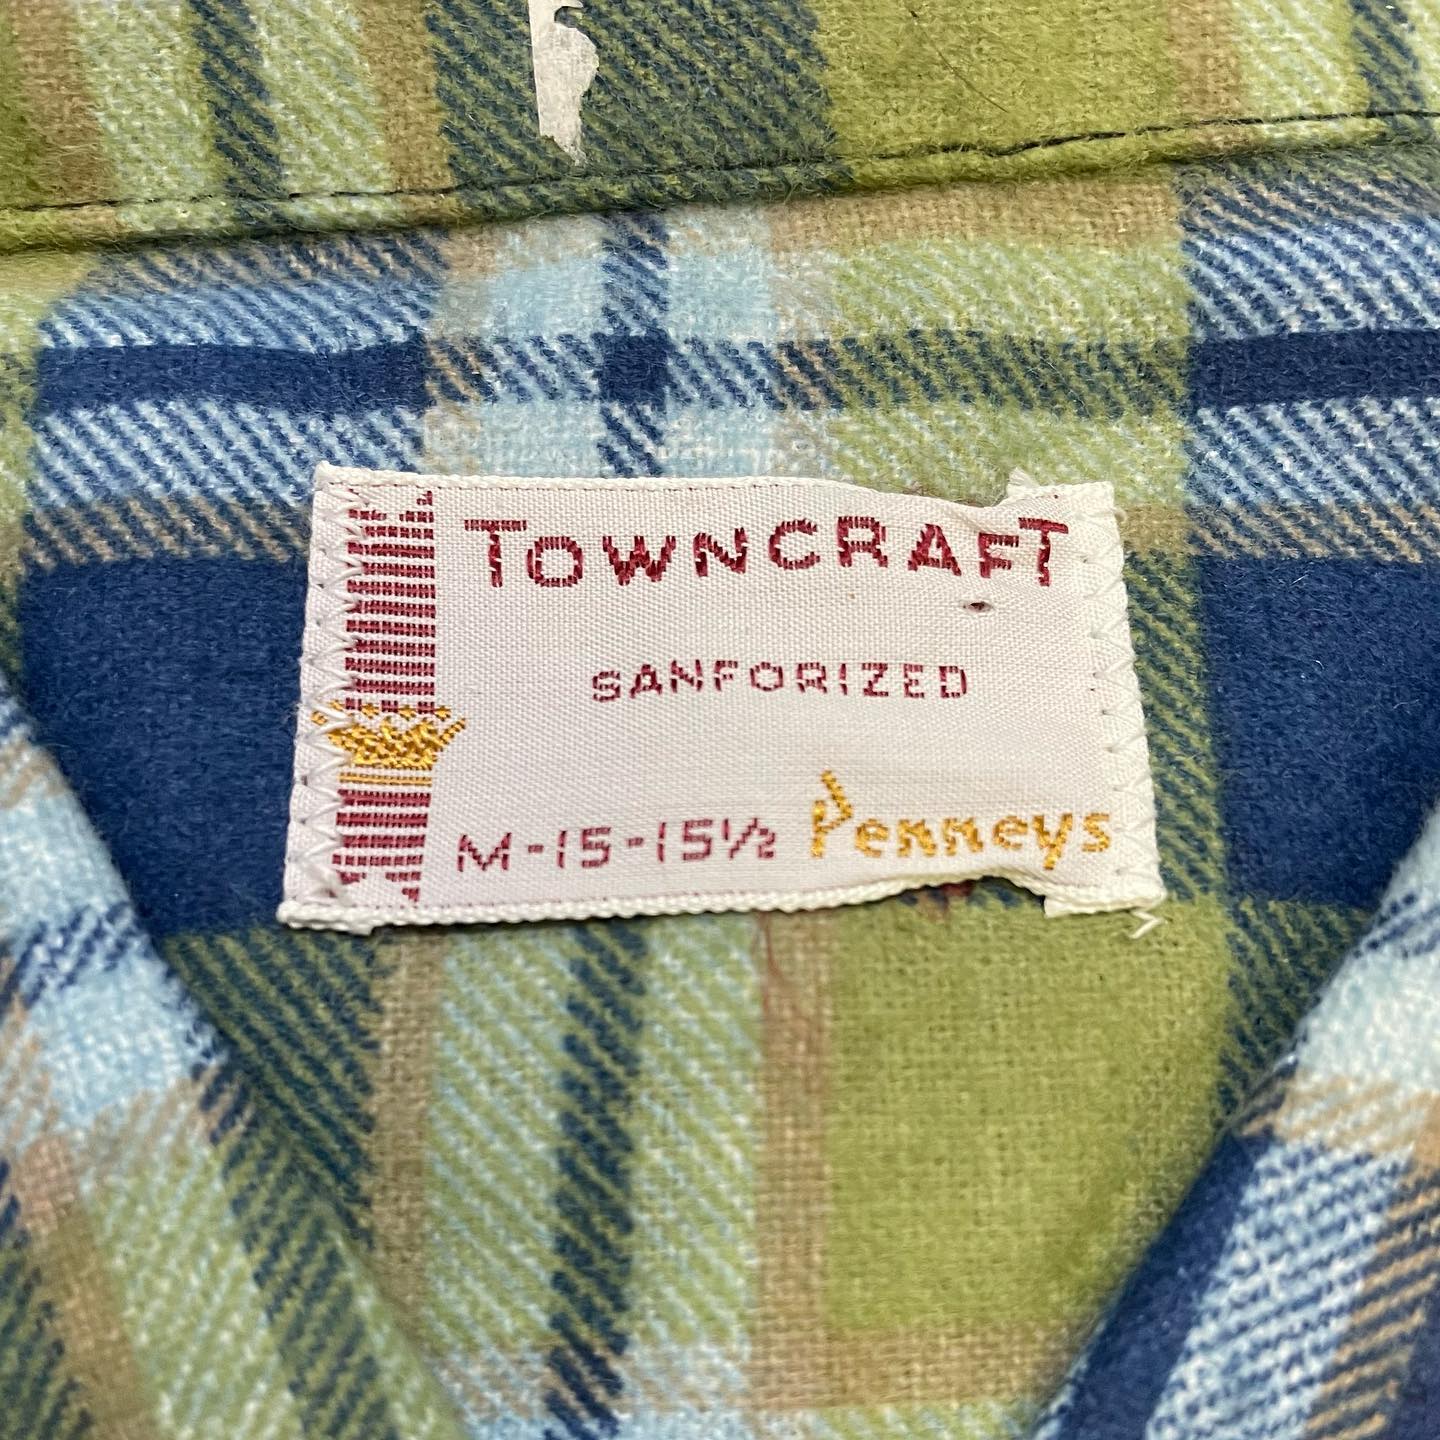 TOWNCRAFT
SANFORIZED
M-15-15½ Penneys